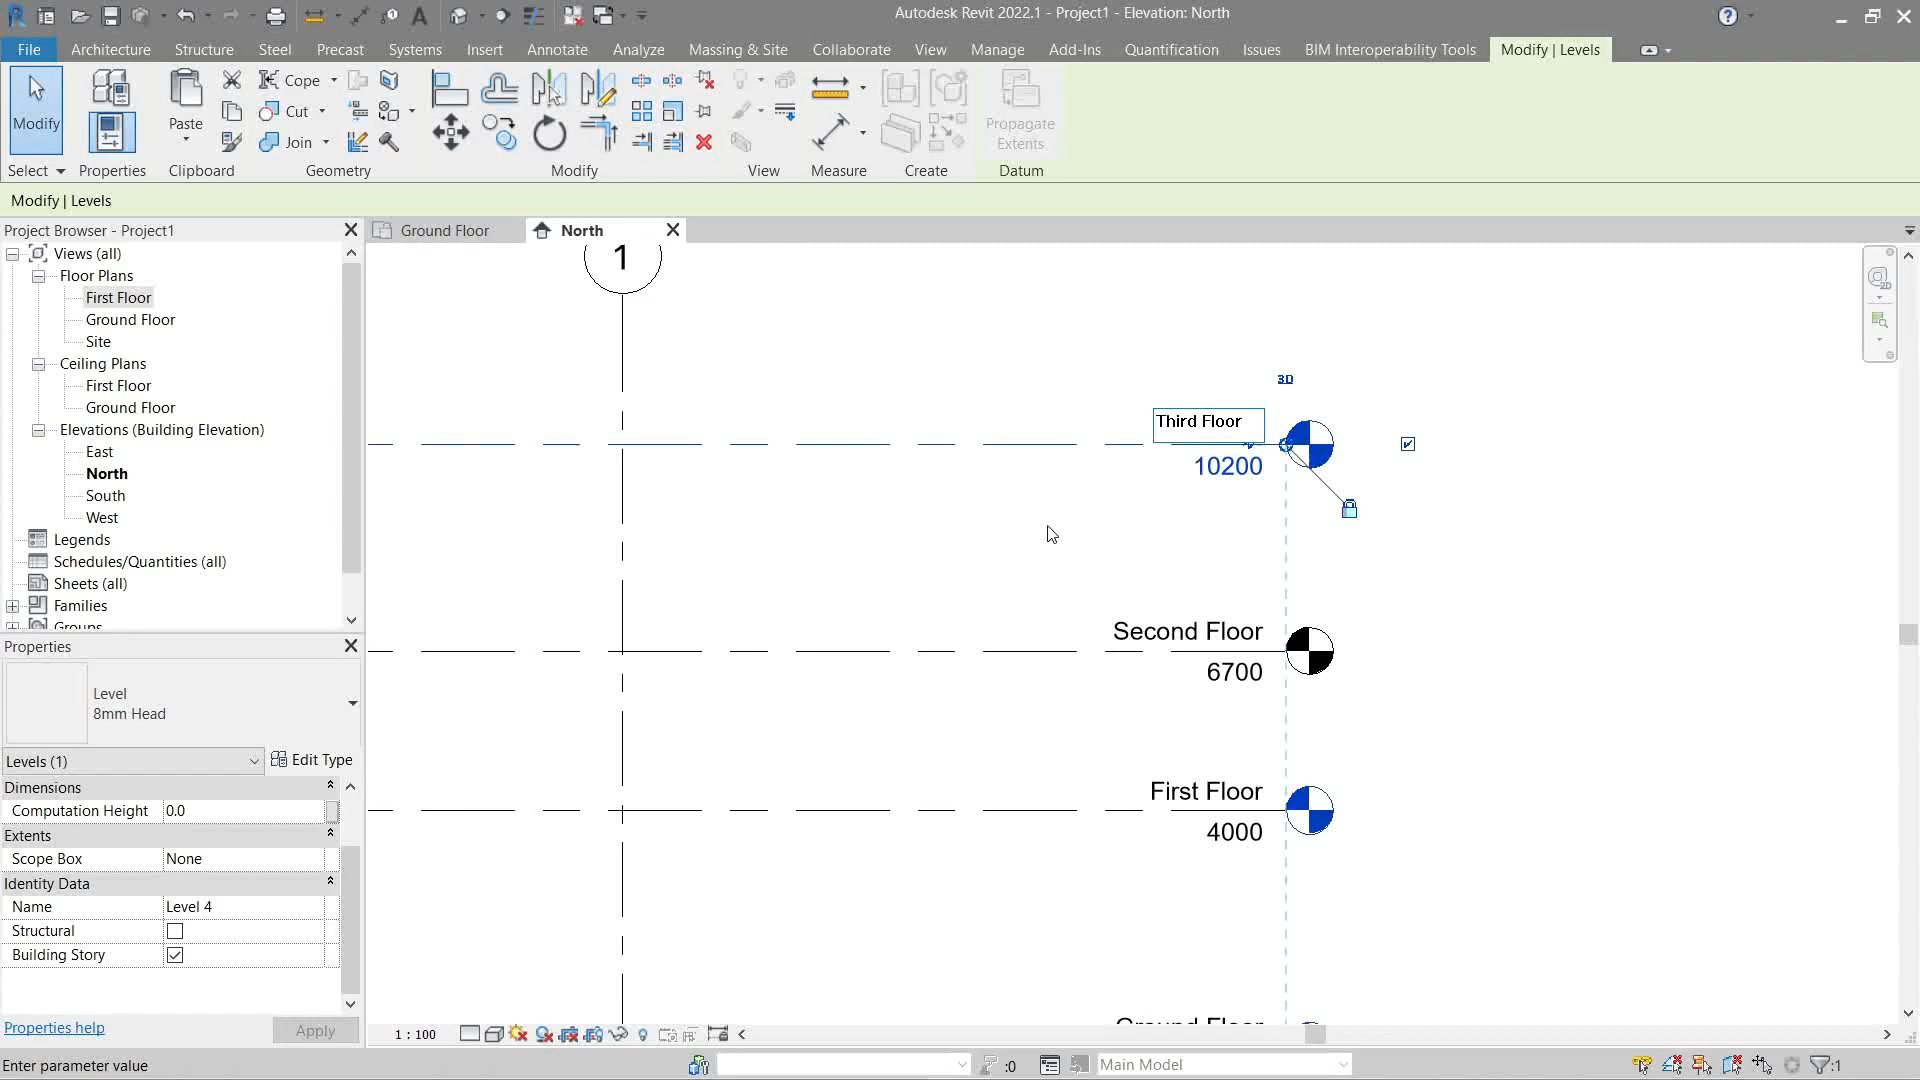 Autodesk Revit 2022.1 - Project1 - Elevation: North
File Architecture Structure Steel Precast Systems Insert Annotate Analyze Massing & Site Collaborate View Manage Add-Ins Quantification Issues BIM Interoperability Tools Modify | Levels
Modify Paste Cope Cut Join Propagate Extents
Select Properties Clipboard Geometry Modify View Measure Create Datum
Modify | Levels
Project Browser - Project1
Ground Floor
North
Views (all)
Floor Plans
First Floor
Ground Floor
Site
Ceiling Plans
First Floor
Ground Floor
Elevations (Building Elevation)
East
North
South
West
Legends
Schedules/Quantities (all)
Sheets (all)
Families
Groups
1
3D
Third Floor
10200
Second Floor
6700
First Floor
4000
Ground Floor
Properties
Level
8mm Head
Levels (1)
Edit Type
Dimensions
Computation Height 0.0
Extents
Scope Box None
Identity Data
Name Level 4
Structural
Building Story
Properties help
Apply
1 : 100
Enter parameter value
:0
Main Model
:1